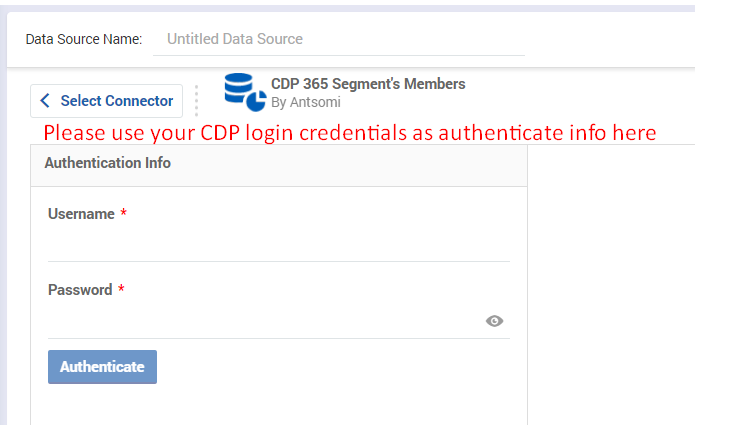 Data Source Name: Untitled Data Source
Select Connector
CDP 365 Segment's Members
By Antsomi
Please use your CDP login credentials as authenticate info here
Authentication Info
Username *
Password *
Authenticate